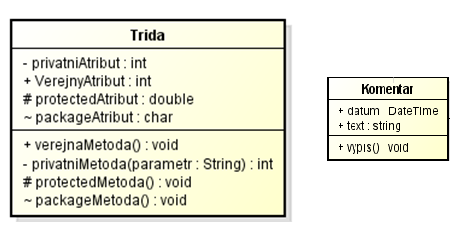 Trida
- privatniAtribut : int
+ VerejnyAtribut : int
# protectedAtribut : double
~ packageAtribut : char
+ verejnaMetoda() : void
- privatniMetoda(parametr : String) : int
# protectedMetoda() : void
~ packageMetoda() : void
Komentar
+ datum DateTime
+ text : string
+ vypis() void